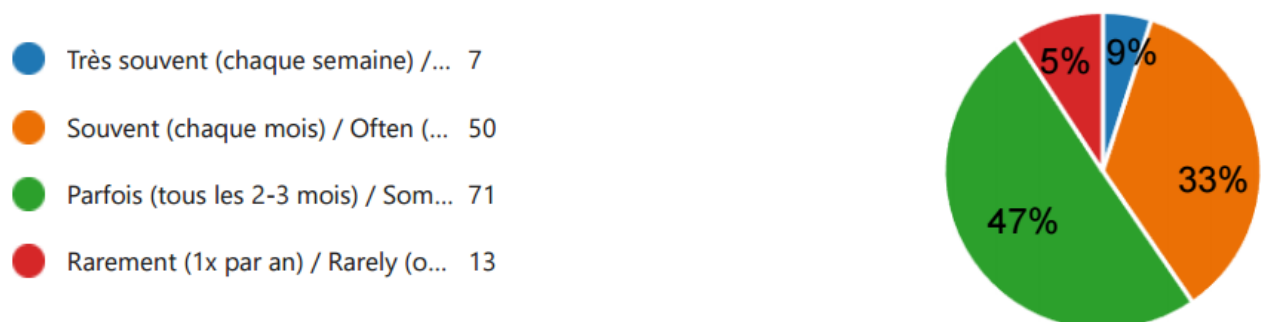 Très souvent (chaque semaine) /... 7
Souvent (chaque mois) / Often (... 50
Parfois (tous les 2-3 mois) / Som... 71
Rarement (1x par an) / Rarely (o... 13
5% 9%
33%
47%